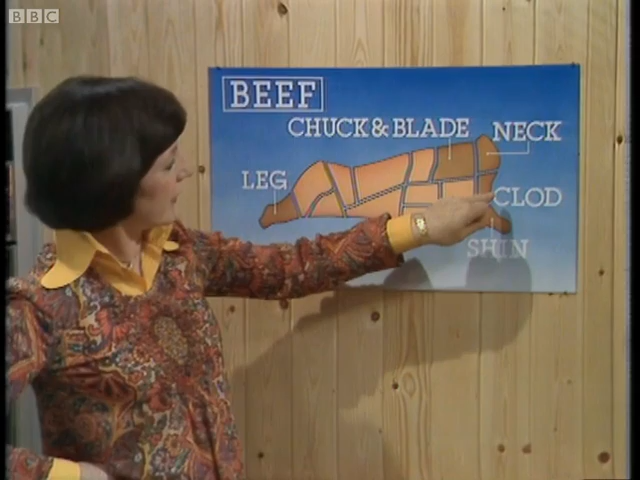 BBC
BEEF
CHUCK & BLADE
NECK
LEG
CLOD
SHIN